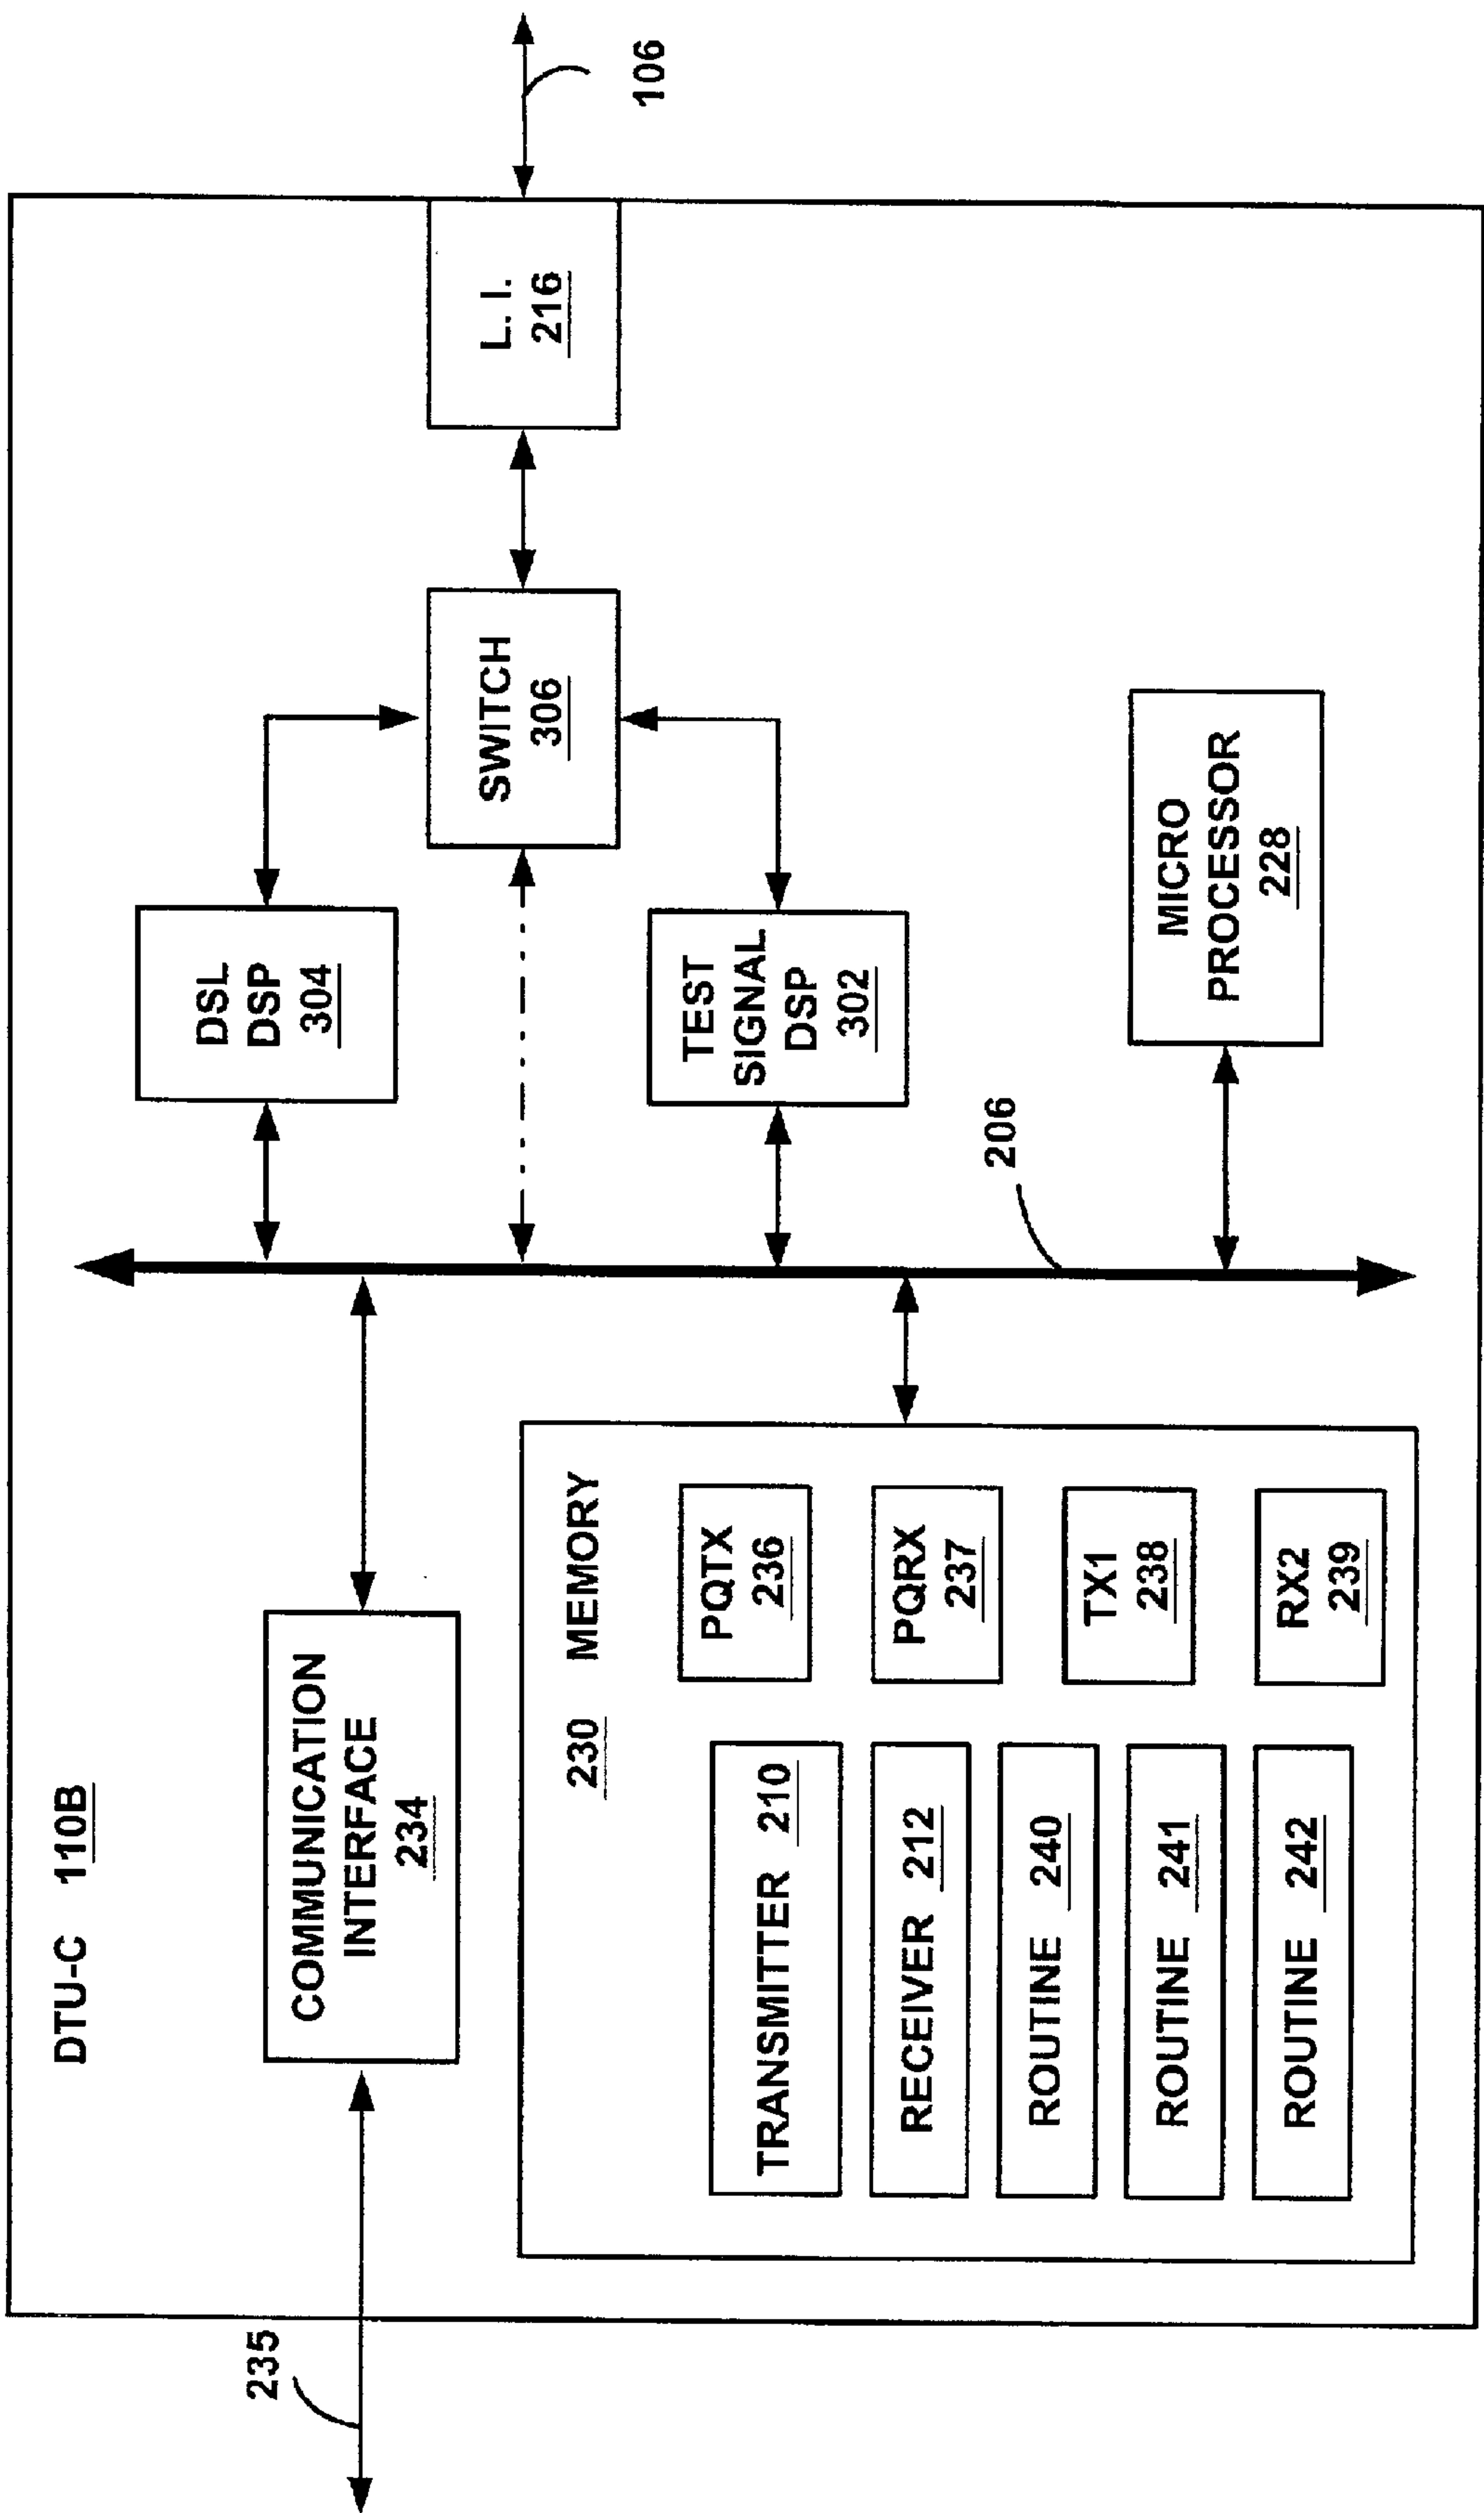 DTU-C 110B
235
COMMUNICATION
INTERFACE
234
230 MEMORY
TRANSMITTER 210
RECEIVER 212
ROUTINE 240
ROUTINE 241
ROUTINE 242
PQTX
236
PQRX
237
TX1
238
RX2
239
206
DSL
DSP
304
TEST
SIGNAL
DSP
302
MICRO
PROCESSOR
228
SWITCH
306
L. I.
216
106